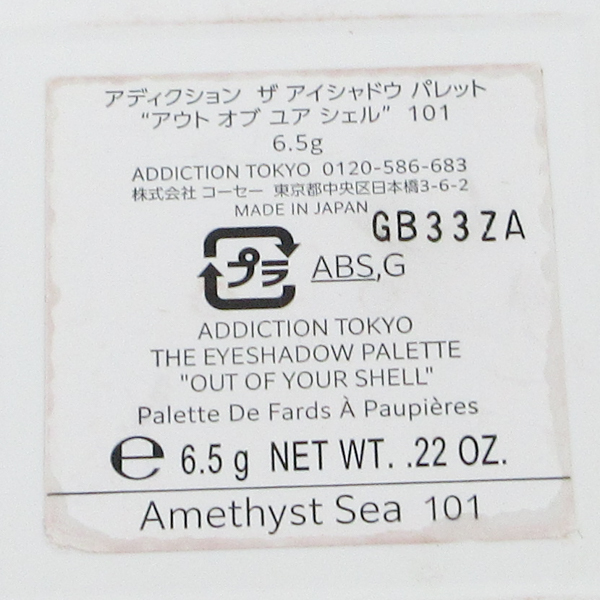 アディクション ザ アイシャドウ パレット
“アウト オブ ユア シェル” 101
6.5g
ADDICTION TOKYO 0120-586-683
株式会社 コーセー 東京都中央区日本橋3-6-2
MADE IN JAPAN
GB33ZA
プラ ABS,G
ADDICTION TOKYO
THE EYESHADOW PALETTE
"OUT OF YOUR SHELL"
Palette De Fards À Paupières
℮ 6.5 g NET WT. .22 OZ.
Amethyst Sea 101